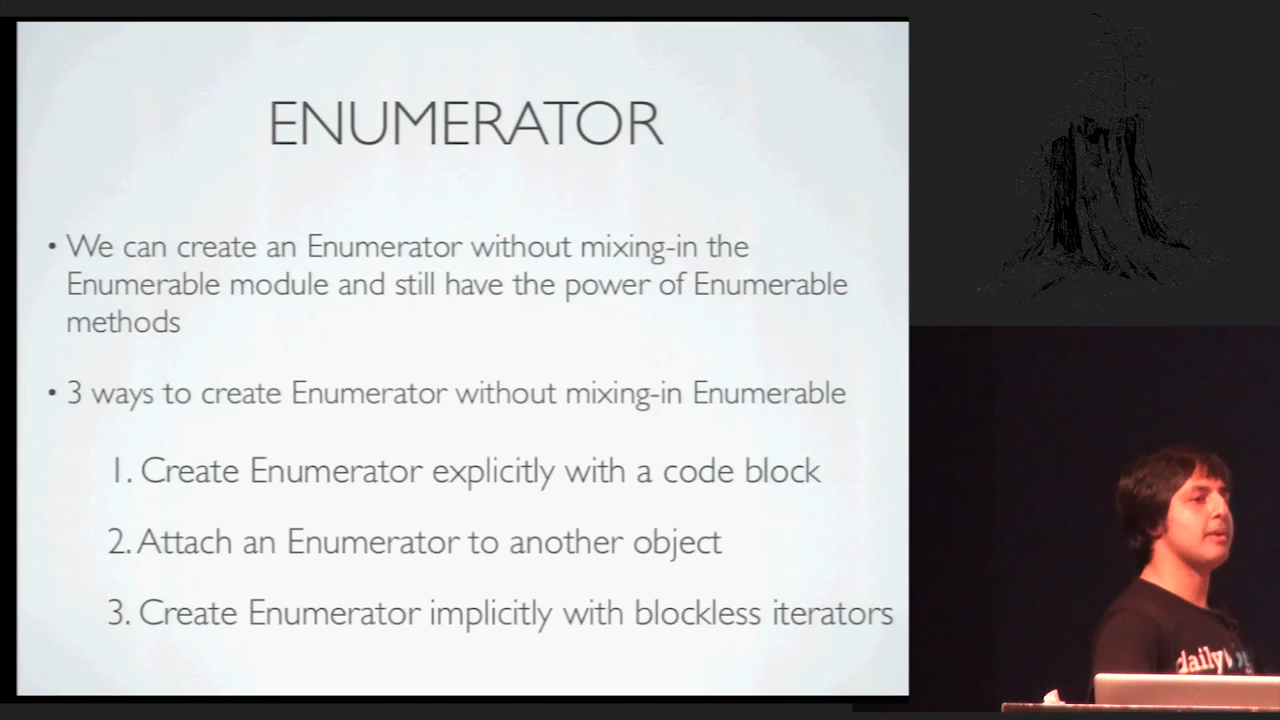 ENUMERATOR
• We can create an Enumerator without mixing-in the
Enumerable module and still have the power of Enumerable
methods
• 3 ways to create Enumerator without mixing-in Enumerable
1. Create Enumerator explicitly with a code block
2. Attach an Enumerator to another object
3. Create Enumerator implicitly with blockless iterators
daily